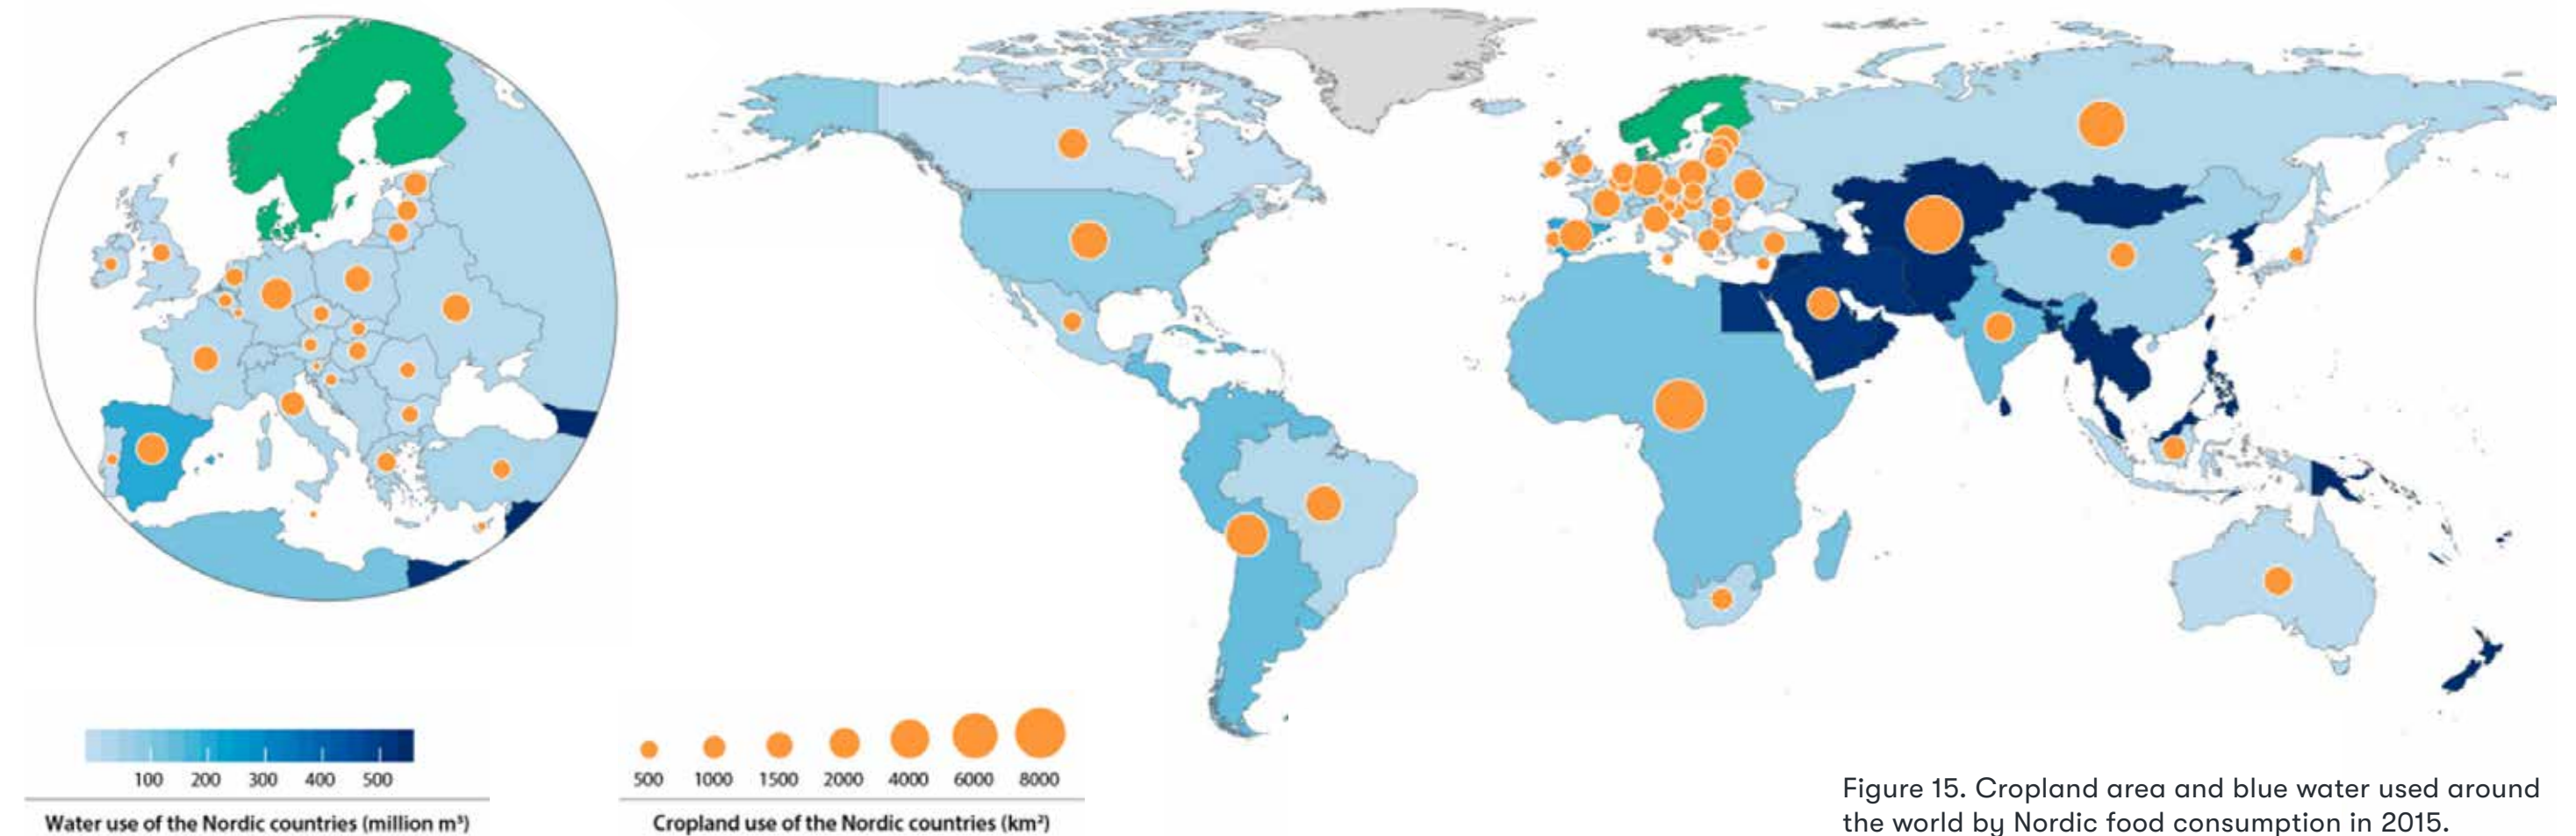 100 200 300 400 500
Water use of the Nordic countries (million m³)
500 1000 1500 2000 4000 6000 8000
Cropland use of the Nordic countries (km²)
Figure 15. Cropland area and blue water used around
the world by Nordic food consumption in 2015.